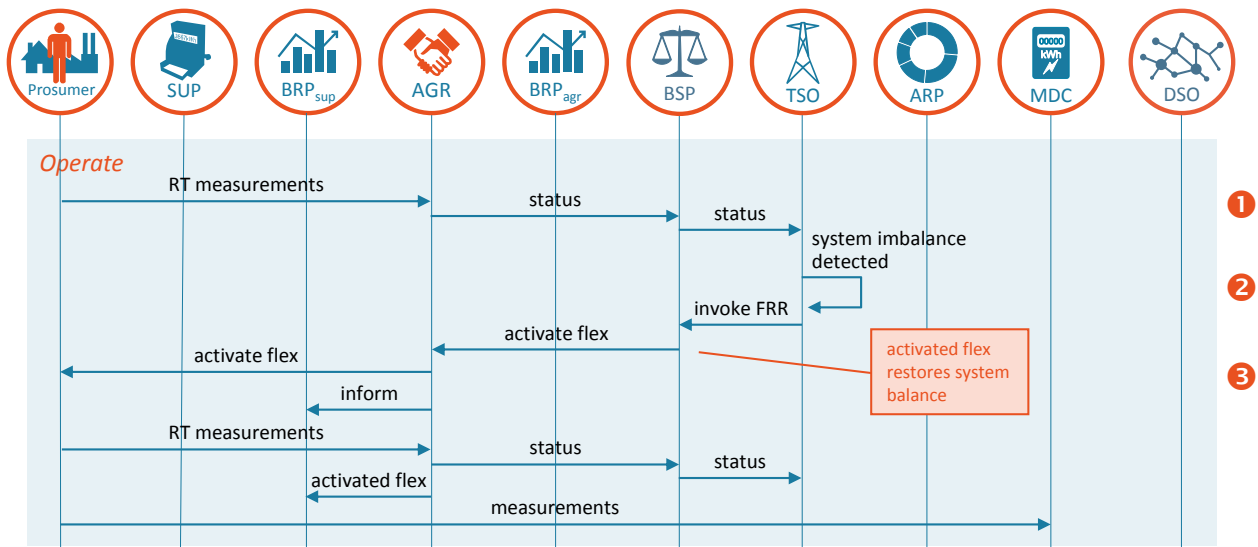 Prosumer
SUP
BRPsup
AGR
BRPagr
BSP
TSO
ARP
00000
kWh
MDC
DSO
Operate
RT measurements
status
status
1
system imbalance
detected
2
invoke FRR
activate flex
activated flex
restores system
balance
activate flex
3
inform
RT measurements
status
status
activated flex
measurements